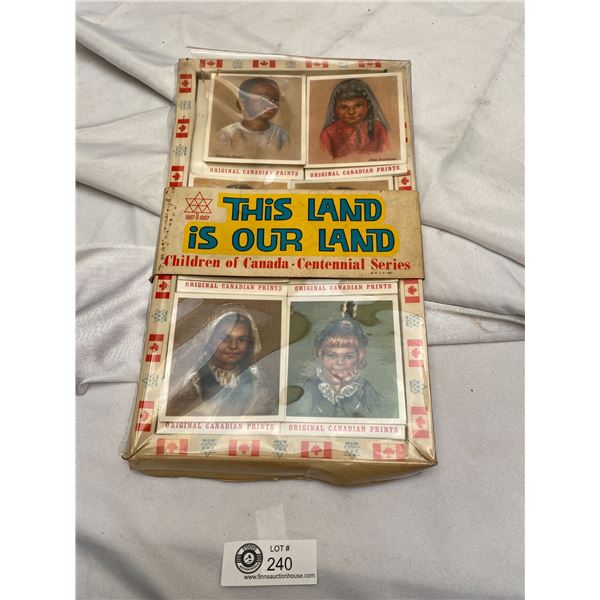 ORIGINAL CANADIAN PRINTS
ORIGINAL CANADIAN PRINTS
1867 1967
THiS LAND
iS OUR LAND
Children of Canada - Centennial Series
ORIGINAL CANADIAN PRINTS
ORIGINAL CANADIAN PRINTS
ORIGINAL CANADIAN PRINTS
ORIGINAL CANADIAN PRINTS
LOT #
240
www.finnsauctionhouse.com